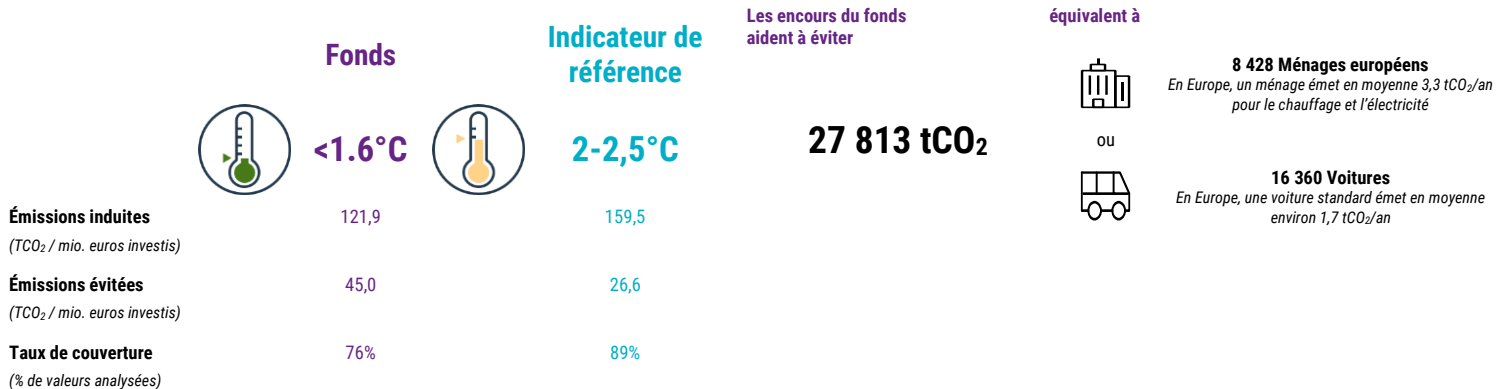 Fonds
Indicateur de
référence
<1.6°C
2-2,5°C
Émissions induites
121,9
159,5
(TCO₂ / mio. euros investis)
Émissions évitées
45,0
26,6
(TCO₂ / mio. euros investis)
Taux de couverture
76%
89%
(% de valeurs analysées)
Les encours du fonds
aident à éviter
27 813 tCO₂
équivalent à
8 428 Ménages européens
En Europe, un ménage émet en moyenne 3,3 tCO₂/an
pour le chauffage et l’électricité
ou
16 360 Voitures
En Europe, une voiture standard émet en moyenne
environ 1,7 tCO₂/an